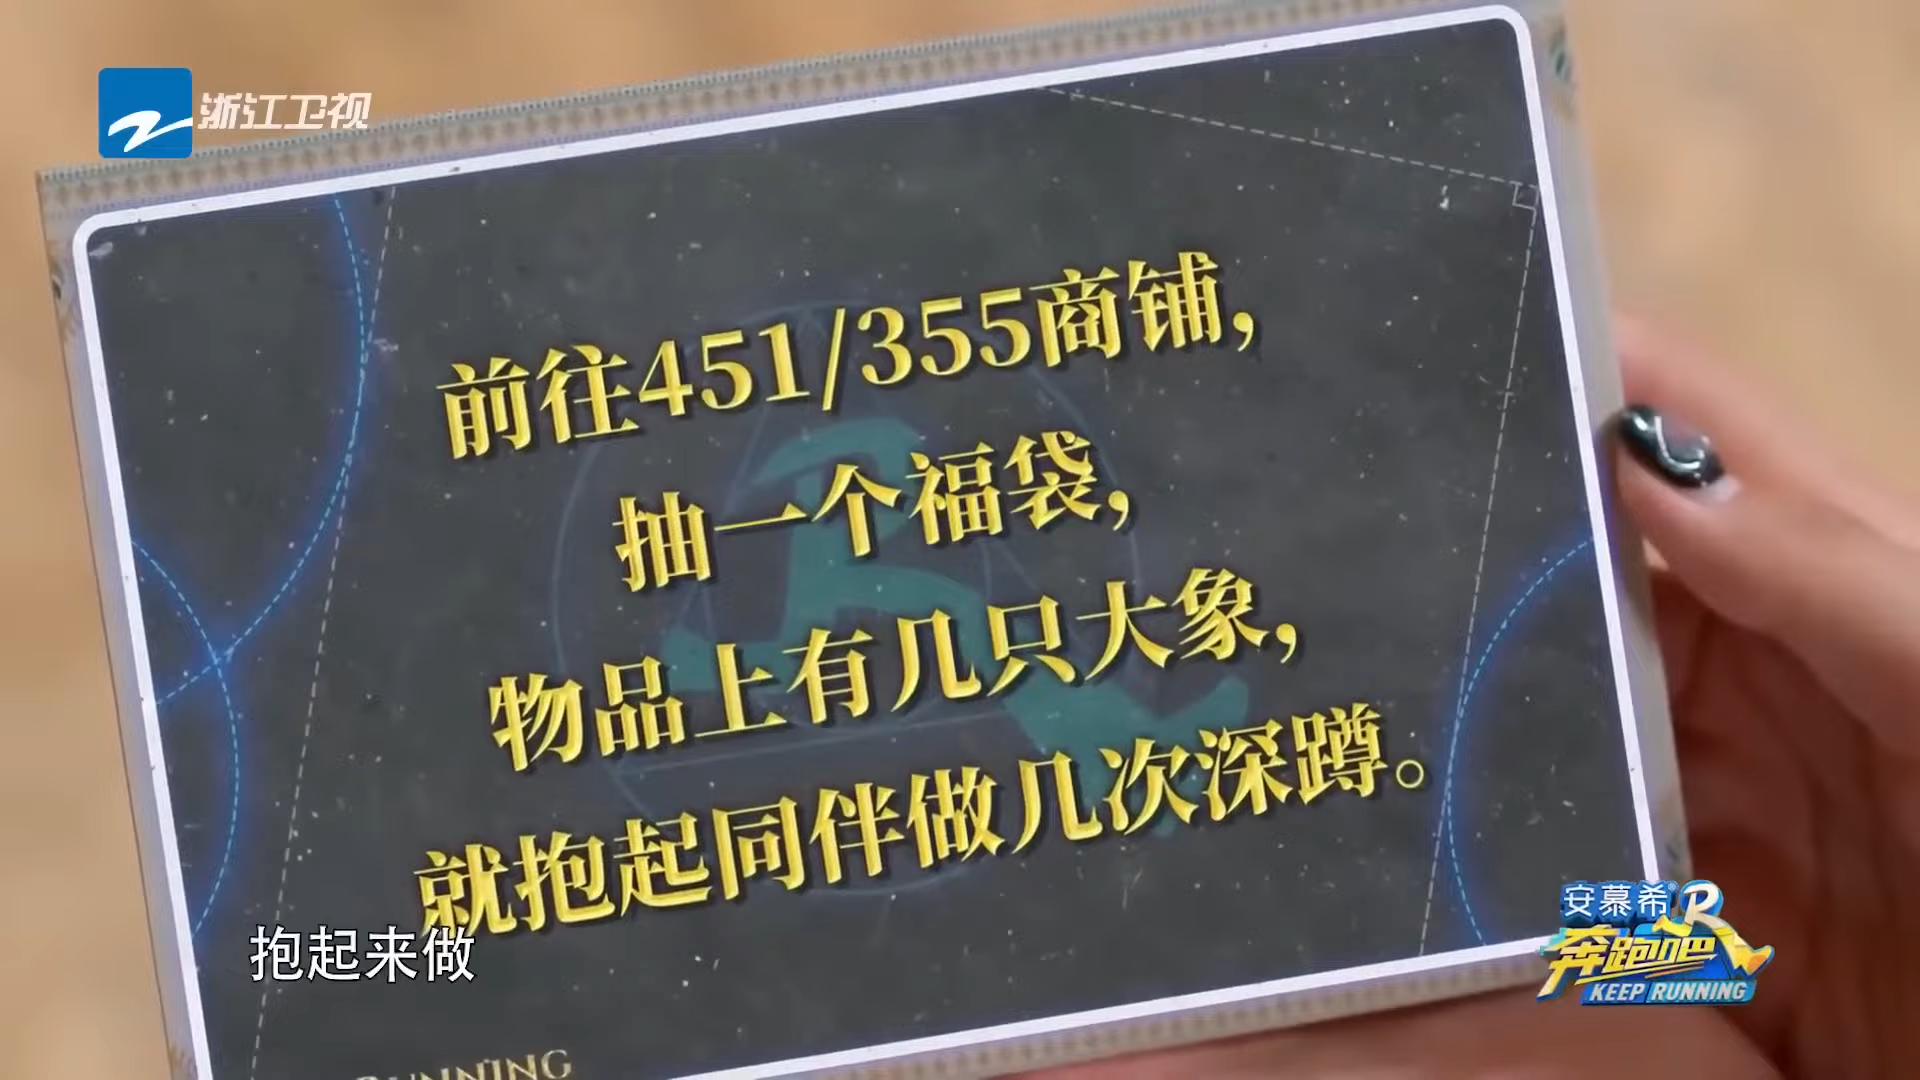 浙江卫视
前往451/355商铺,
抽一个福袋,
物品上有几只大象,
就抱起同伴做几次深蹲。
抱起来做
安慕希R
奔跑吧
KEEP RUNNING
RUNNING